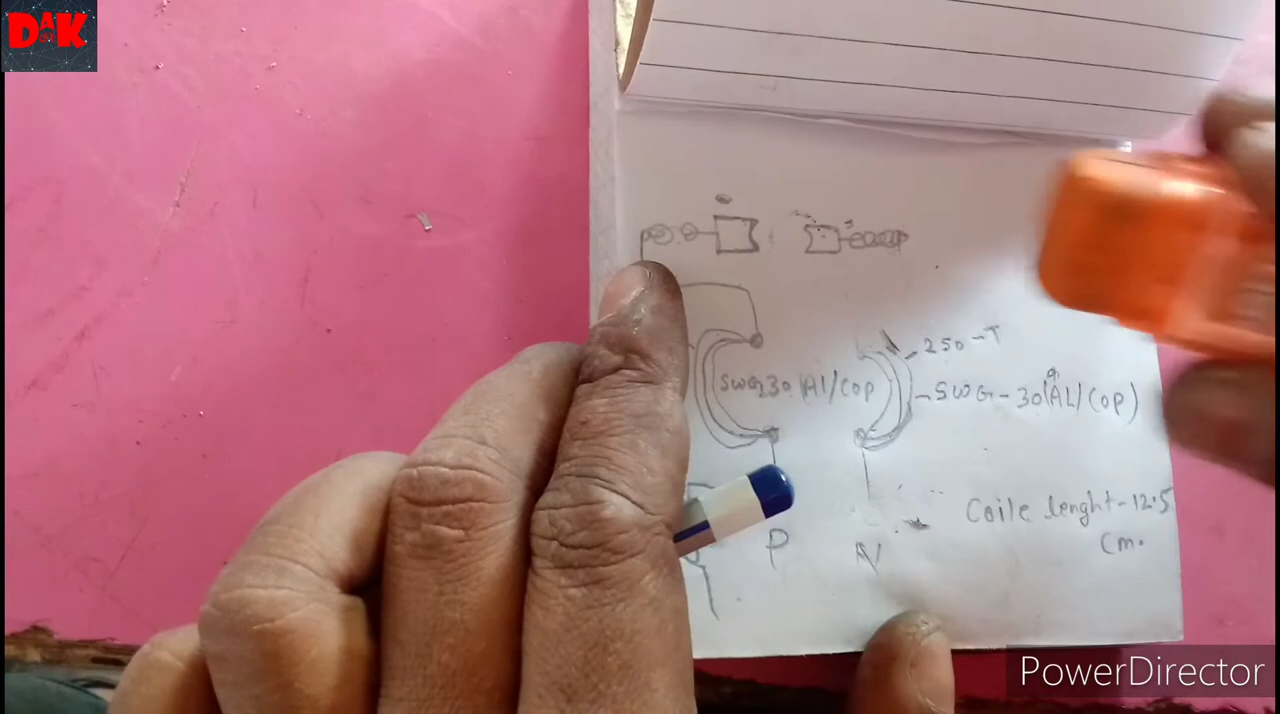 DAK
250-T
SWG30 (Al/Cop
-SWG-30(AL/Cop)
Coile lenght-12.5
Cm.
P
N
PowerDirector